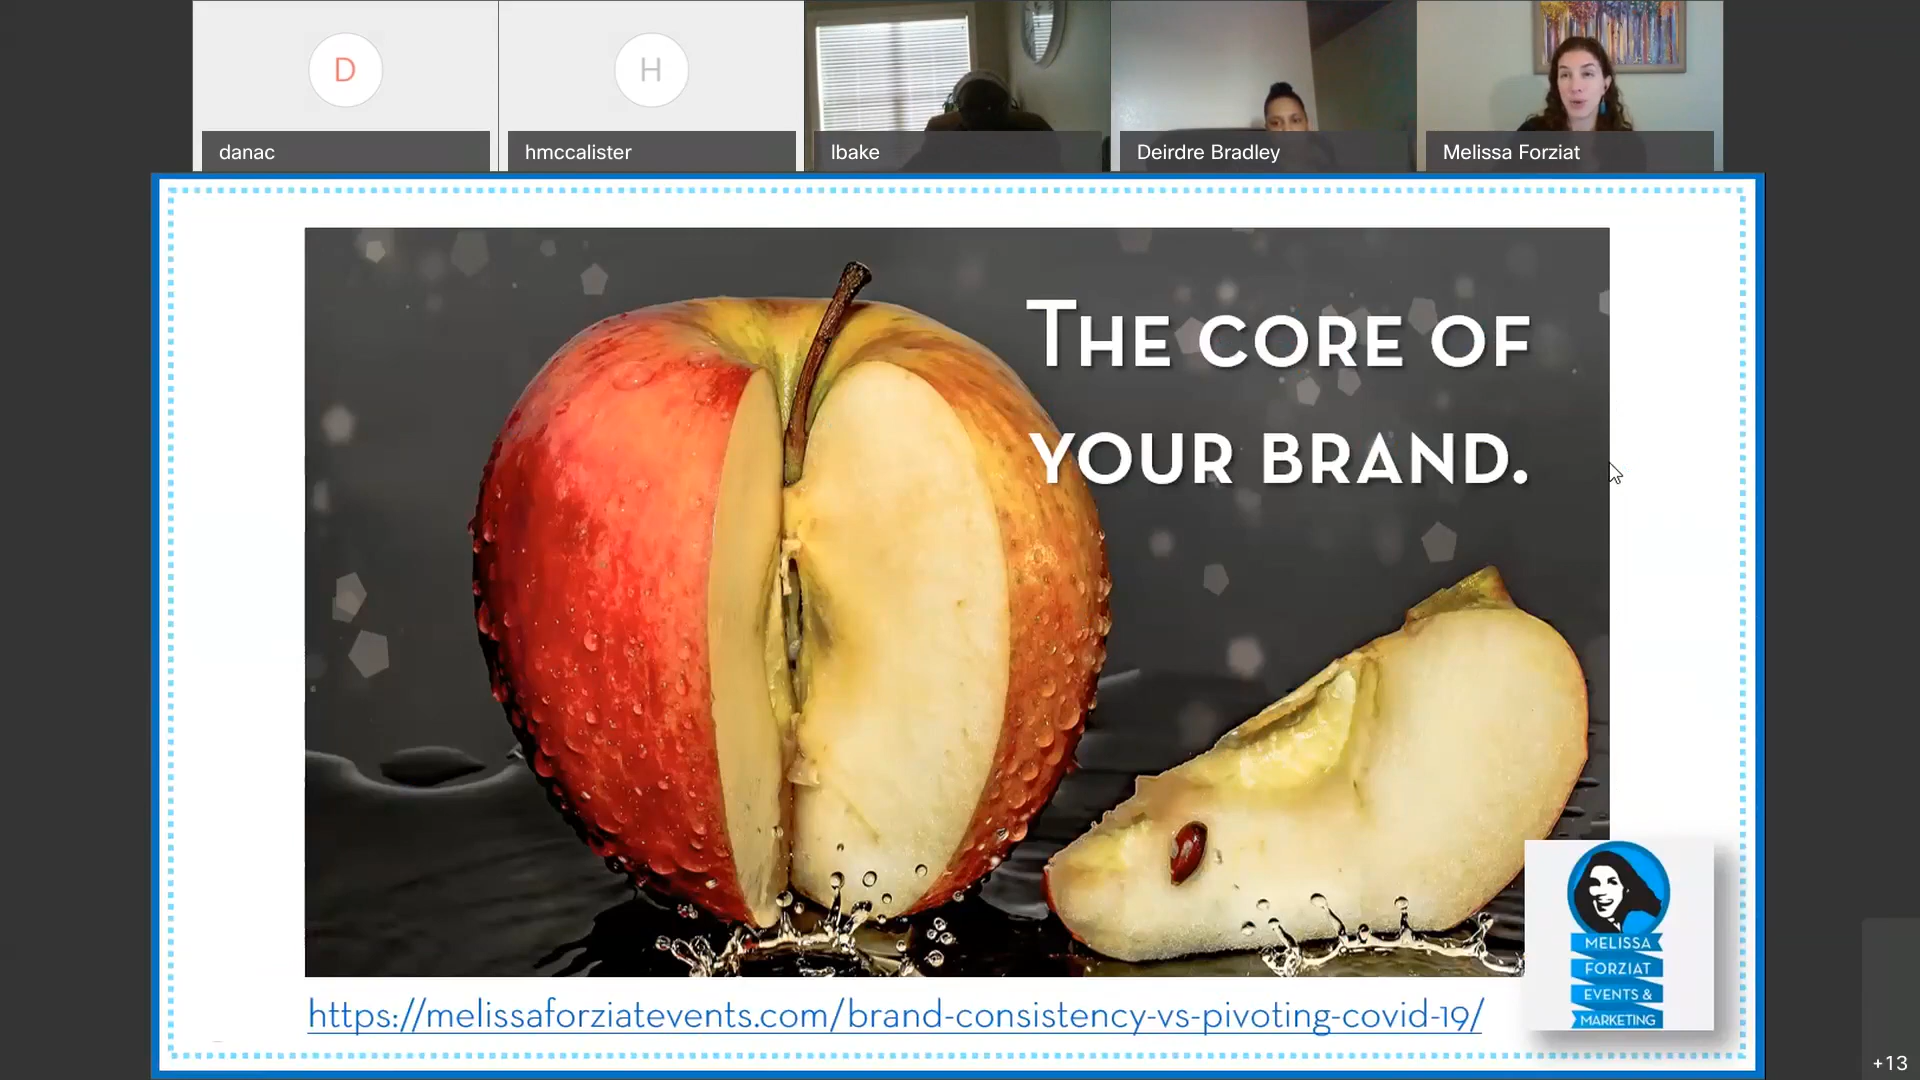 D
H
danac
hmccalister
lbake
Deirdre Bradley
Melissa Forziat
THE CORE OF
YOUR BRAND.
MELISSA
FORZIAT
EVENTS &
MARKETING
https://melissaforziatevents.com/brand-consistency-vs-pivoting-covid-19/
+13